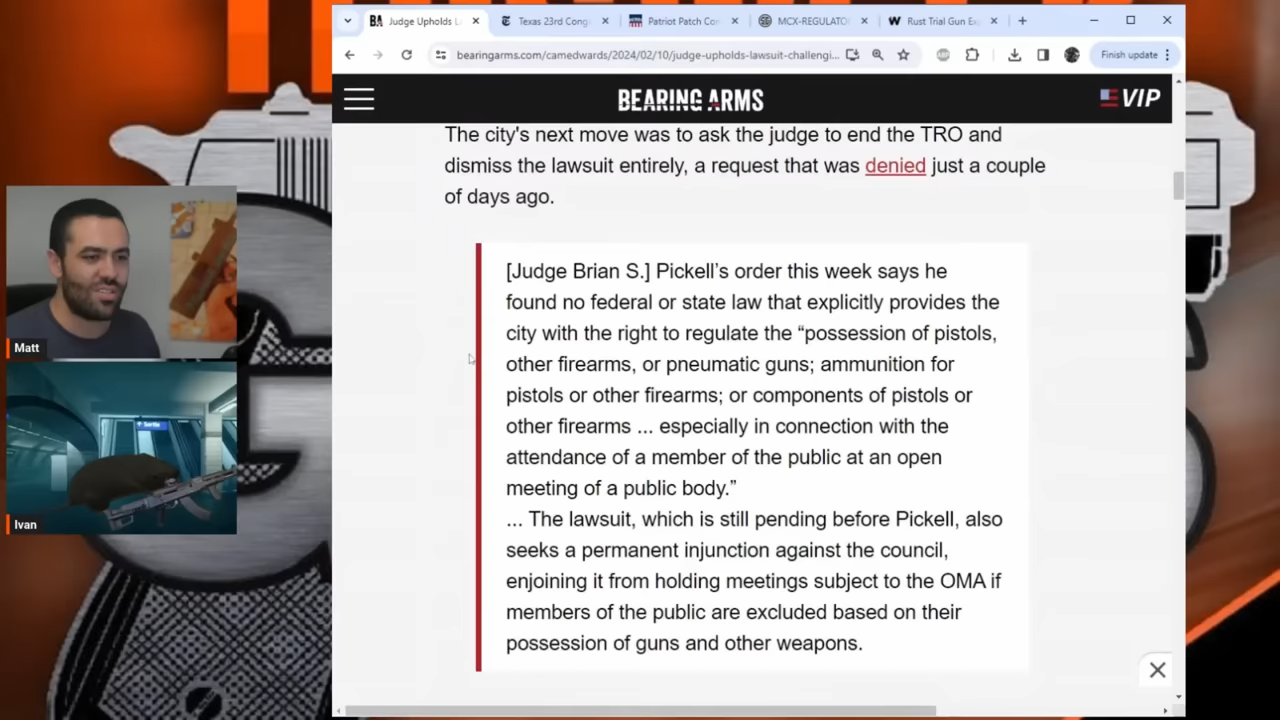 Judge Upholds L
Texas 23rd Cong
Patriot Patch Co
MCX-REGULATO
Rust Trial Gun Ex
bearingarms.com/camedwards/2024/02/10/judge-upholds-lawsuit-challengi...
Finish update
BEARING ARMS
VIP
The city's next move was to ask the judge to end the TRO and
dismiss the lawsuit entirely, a request that was denied just a couple
of days ago.
[Judge Brian S.] Pickell’s order this week says he
found no federal or state law that explicitly provides the
city with the right to regulate the “possession of pistols,
other firearms, or pneumatic guns; ammunition for
pistols or other firearms; or components of pistols or
other firearms ... especially in connection with the
attendance of a member of the public at an open
meeting of a public body.”
... The lawsuit, which is still pending before Pickell, also
seeks a permanent injunction against the council,
enjoining it from holding meetings subject to the OMA if
members of the public are excluded based on their
possession of guns and other weapons.
Matt
Sortie
Ivan